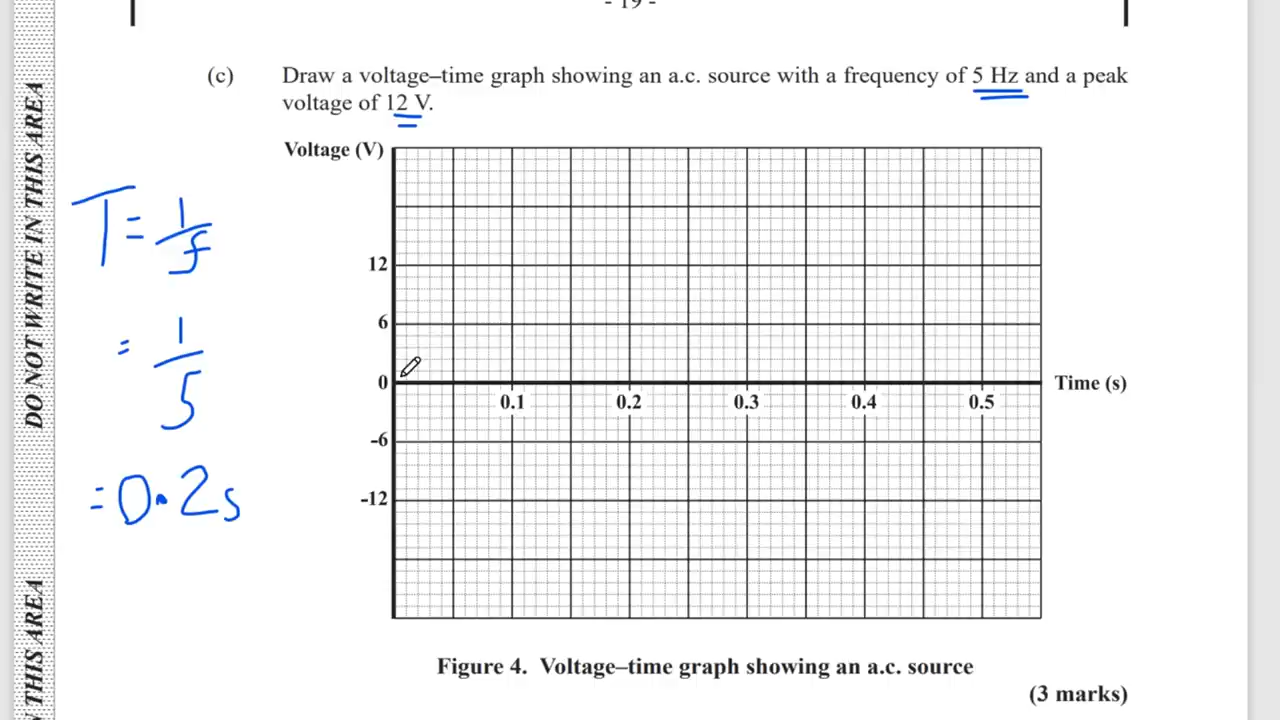 - 19 -
(c) Draw a voltage–time graph showing an a.c. source with a frequency of 5 Hz and a peak
voltage of 12 V.
Voltage (V)
12
6
0
-6
-12
0.1 0.2 0.3 0.4 0.5
Time (s)
T = 1/f
= 1/5
= 0.2s
Figure 4. Voltage–time graph showing an a.c. source
(3 marks)
DO NOT WRITE IN THIS AREA
THIS AREA